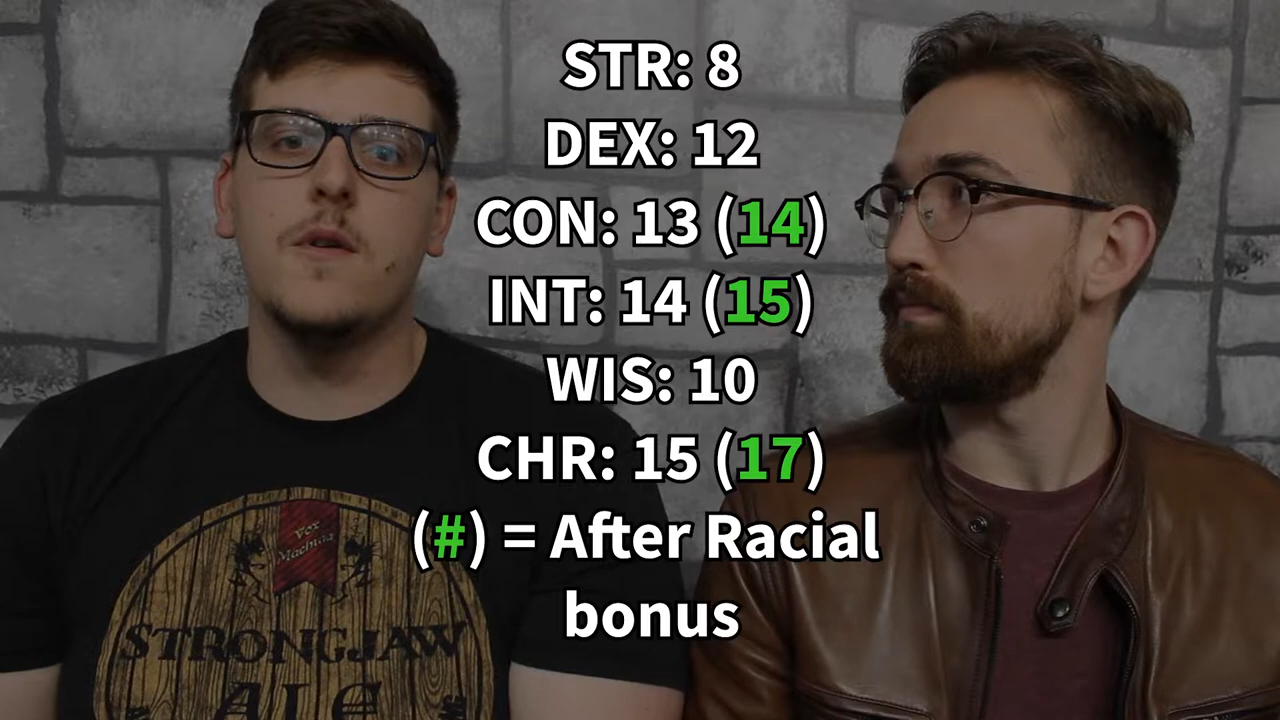 STR: 8
DEX: 12
CON: 13 (14)
INT: 14 (15)
WIS: 10
CHR: 15 (17)
(#) = After Racial
bonus
Vox
Machina
STRONGJAW
ALE